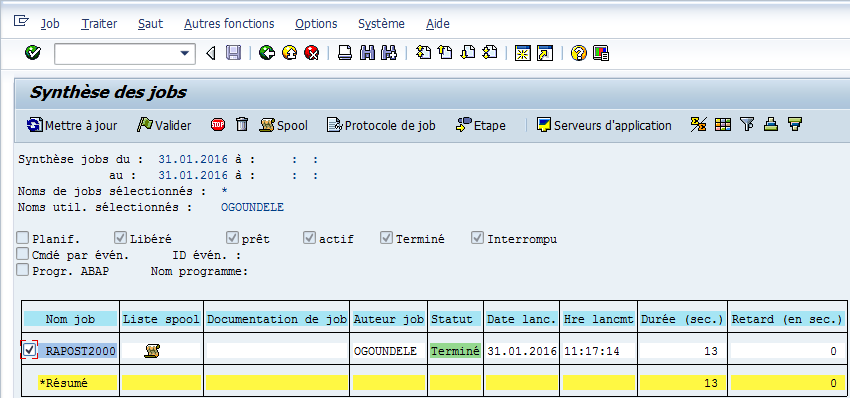 Job Traiter Saut Autres fonctions Options Système Aide
Synthèse des jobs
Mettre à jour Valider STOP Spool Protocole de job Etape Serveurs d'application
Synthèse jobs du : 31.01.2016 à : : :
au : 31.01.2016 à : : :
Noms de jobs sélectionnés : *
Noms util. sélectionnés : OGOUNDELE
Planif. Libéré prêt actif Terminé Interrompu
Cmdé par évén. ID évén. :
Progr. ABAP Nom programme:
Nom job Liste spool Documentation de job Auteur job Statut Date lanc. Hre lancmt Durée (sec.) Retard (en sec.)
RAPOST2000 OGOUNDELE Terminé 31.01.2016 11:17:14 13 0
*Résumé 13 0